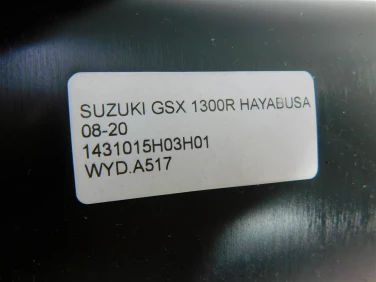 SUZUKI GSX 1300R HAYABUSA
08-20
1431015H03H01
WYD.A517